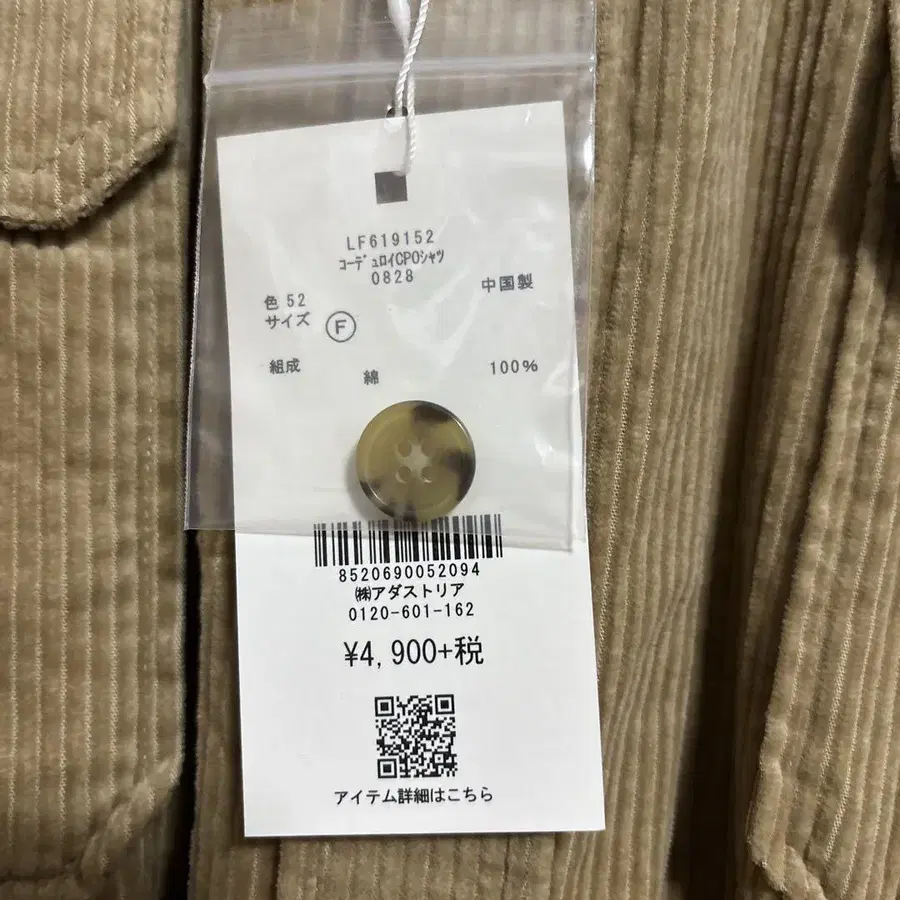 LF619152
コーデュロイCPOシャツ
0828
中国製
色 52
サイズ Ⓕ
組成 綿 100%
8520690052094
㈱アダストリア
0120-601-162
¥4,900+税
アイテム詳細はこちら